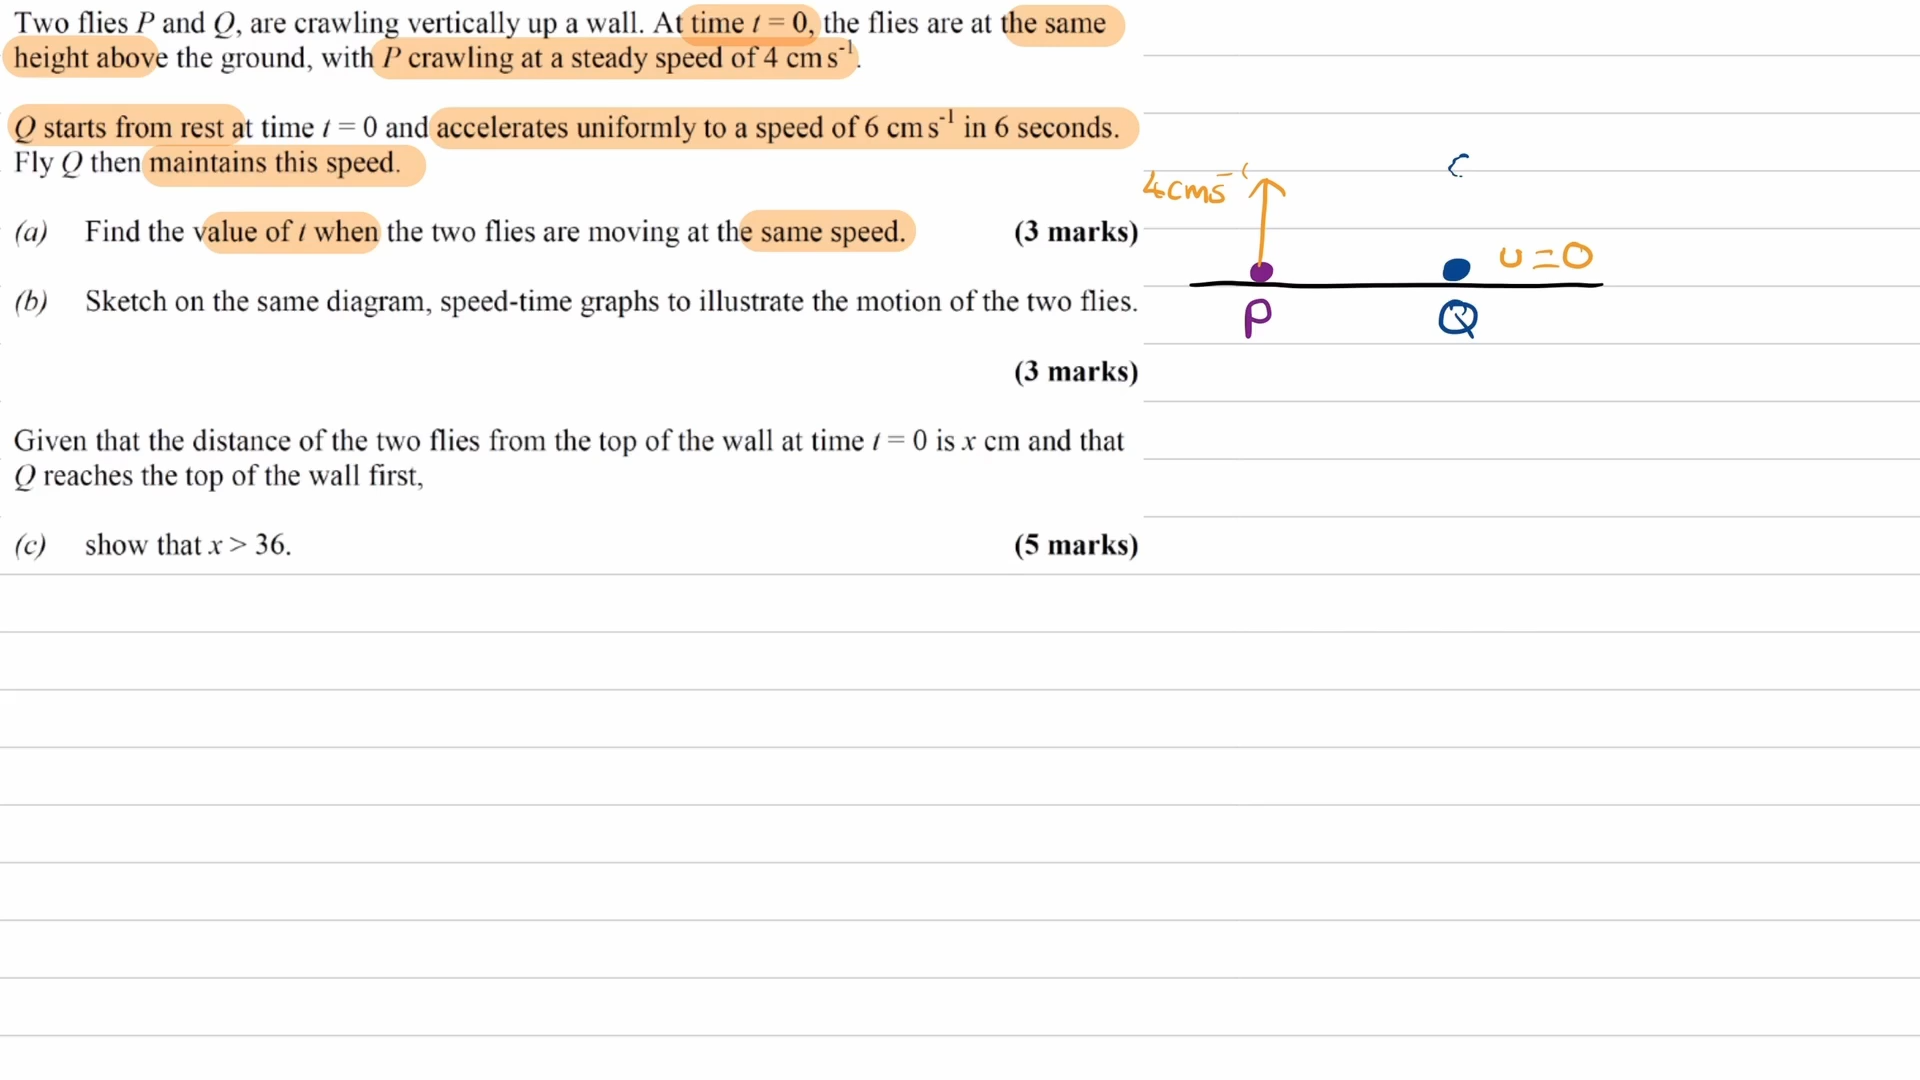 Two flies P and Q, are crawling vertically up a wall. At time t = 0, the flies are at the same
height above the ground, with P crawling at a steady speed of 4 cm s⁻¹.
Q starts from rest at time t = 0 and accelerates uniformly to a speed of 6 cm s⁻¹ in 6 seconds.
Fly Q then maintains this speed.
4cms⁻¹
(a) Find the value of t when the two flies are moving at the same speed. (3 marks)
u=0
(b) Sketch on the same diagram, speed-time graphs to illustrate the motion of the two flies.
P Q
(3 marks)
Given that the distance of the two flies from the top of the wall at time t = 0 is x cm and that
Q reaches the top of the wall first,
(c) show that x > 36. (5 marks)